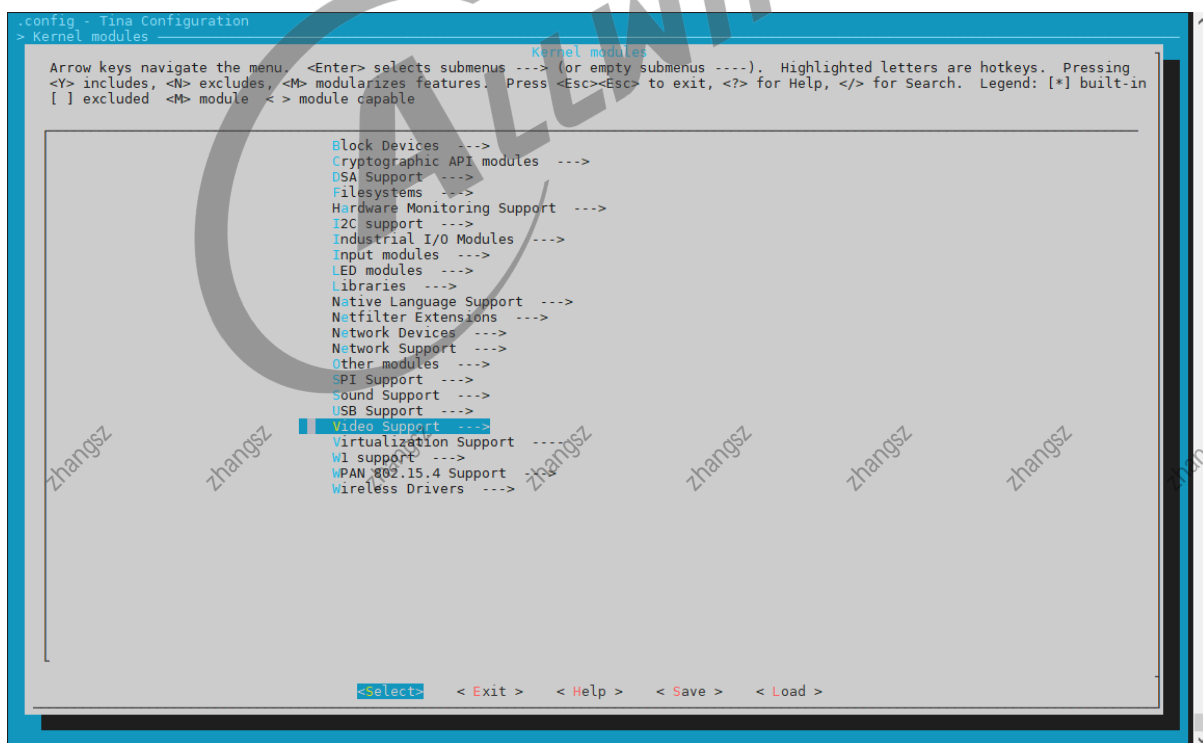 .config - Tina Configuration
> Kernel modules
Kernel modules
Arrow keys navigate the menu. <Enter> selects submenus ---> (or empty submenus ----). Highlighted letters are hotkeys. Pressing
<Y> includes, <N> excludes, <M> modularizes features. Press <Esc><Esc> to exit, <?> for Help, </> for Search. Legend: [*] built-in
[ ] excluded <M> module < > module capable
Block Devices --->
Cryptographic API modules --->
DSA Support --->
Filesystems --->
Hardware Monitoring Support --->
I2C support --->
Industrial I/O Modules --->
Input modules --->
LED modules --->
Libraries --->
Native Language Support --->
Netfilter Extensions --->
Network Devices --->
Network Support --->
Other modules --->
SPI Support --->
Sound Support --->
USB Support --->
Video Support --->
Virtualization Support ----
W1 support --->
WPAN 802.15.4 Support --->
Wireless Drivers --->
zhangsz zhangsz zhangsz zhangsz zhangsz zhangsz zhangsz
<Select> < Exit > < Help > < Save > < Load >